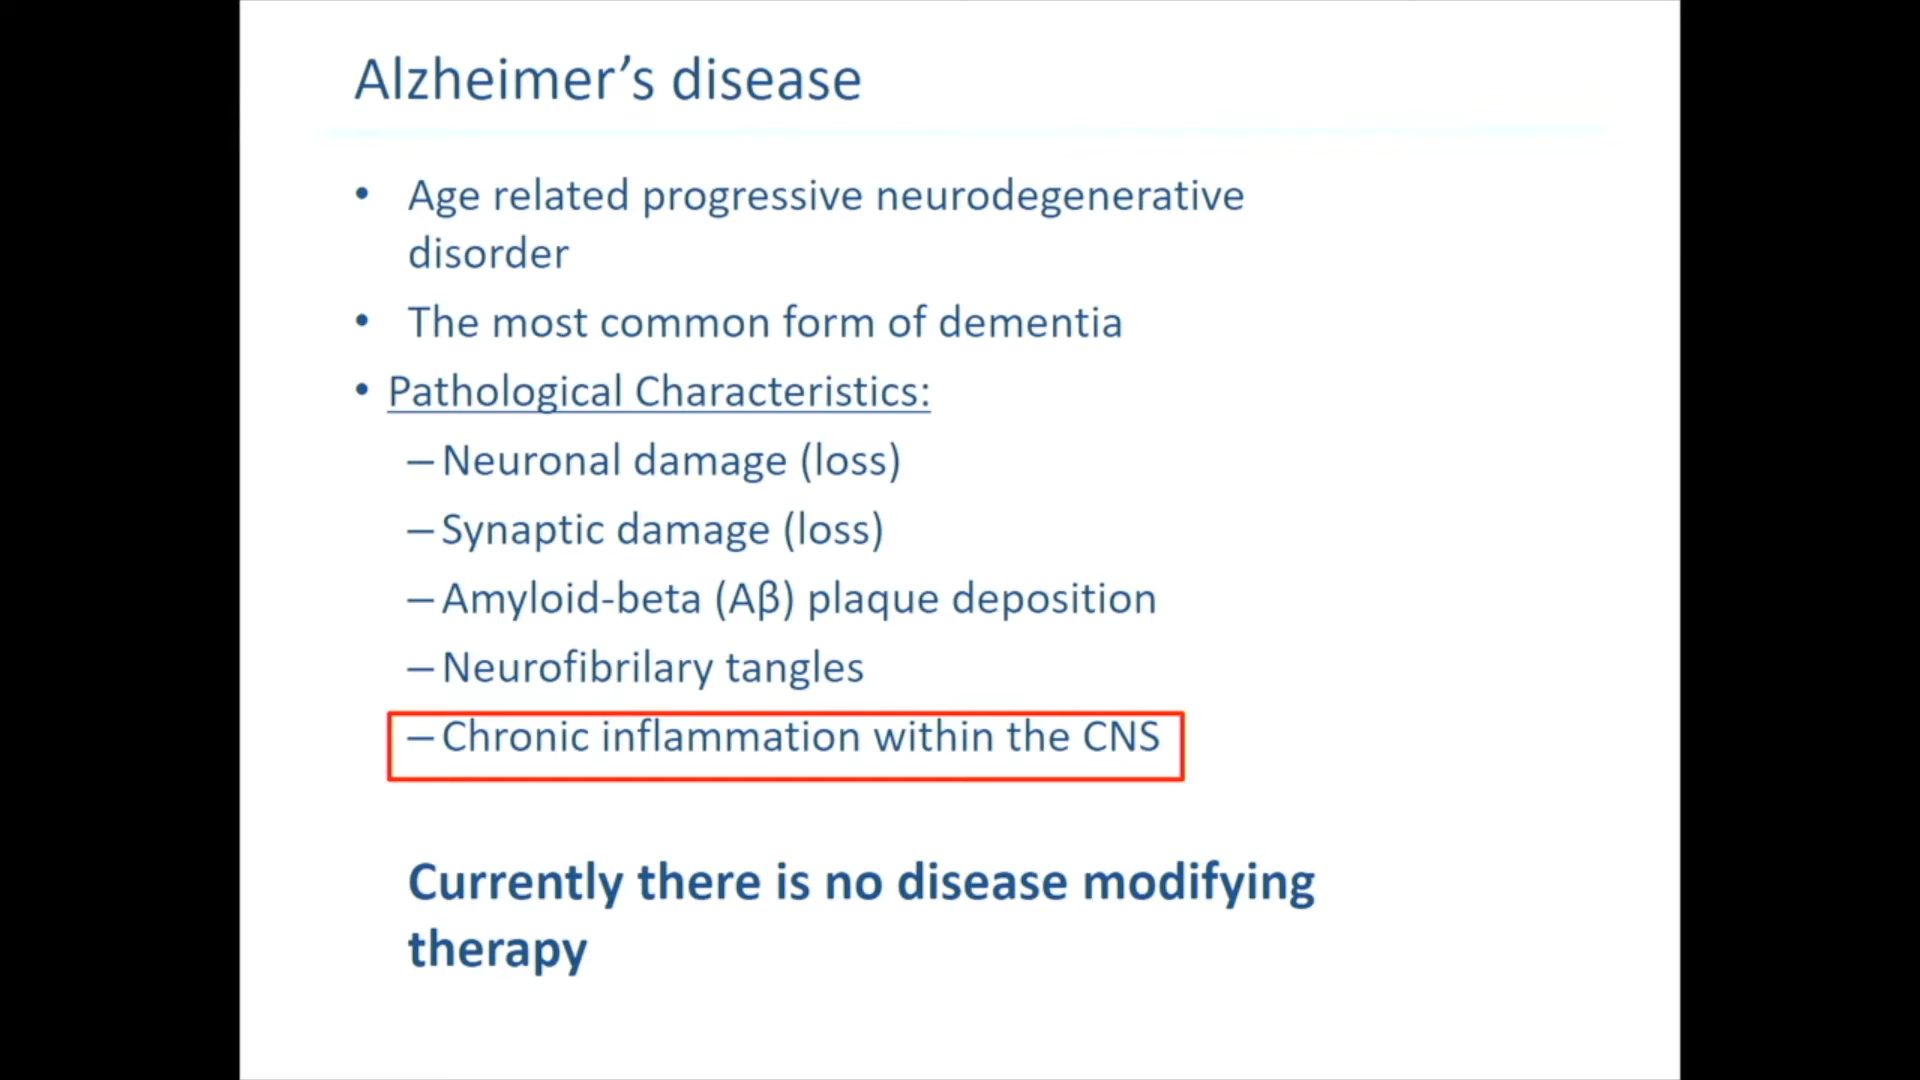 Alzheimer’s disease
• Age related progressive neurodegenerative
disorder
• The most common form of dementia
• Pathological Characteristics:
– Neuronal damage (loss)
– Synaptic damage (loss)
– Amyloid-beta (Aβ) plaque deposition
– Neurofibrilary tangles
– Chronic inflammation within the CNS
Currently there is no disease modifying
therapy